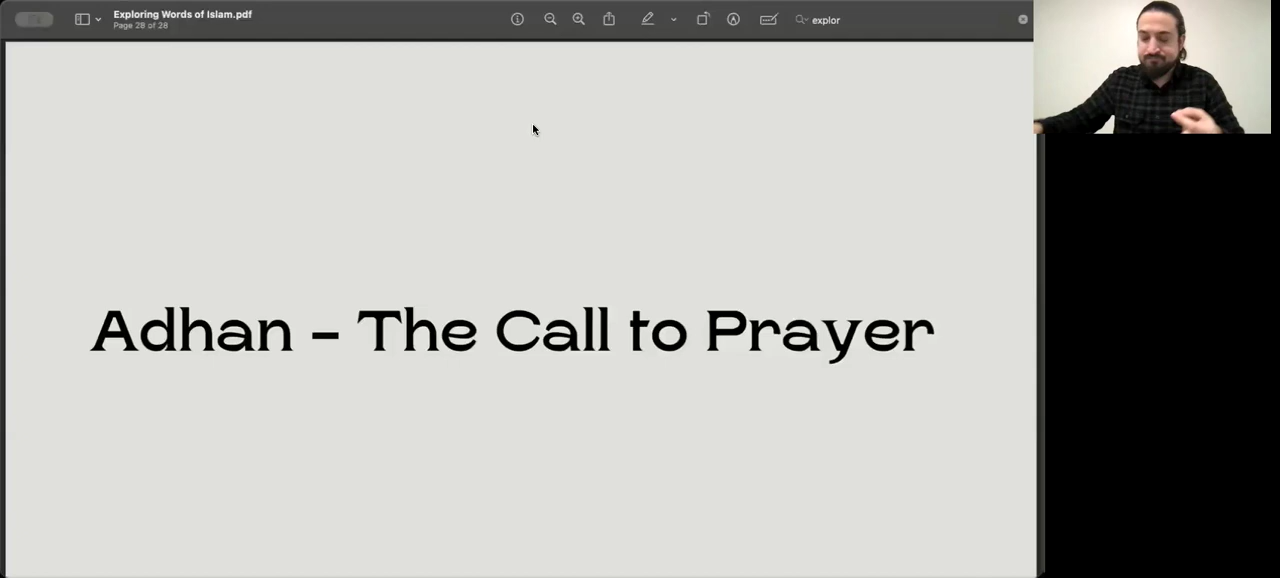 Exploring Words of Islam.pdf
Page 28 of 28
explor
Adhan – The Call to Prayer